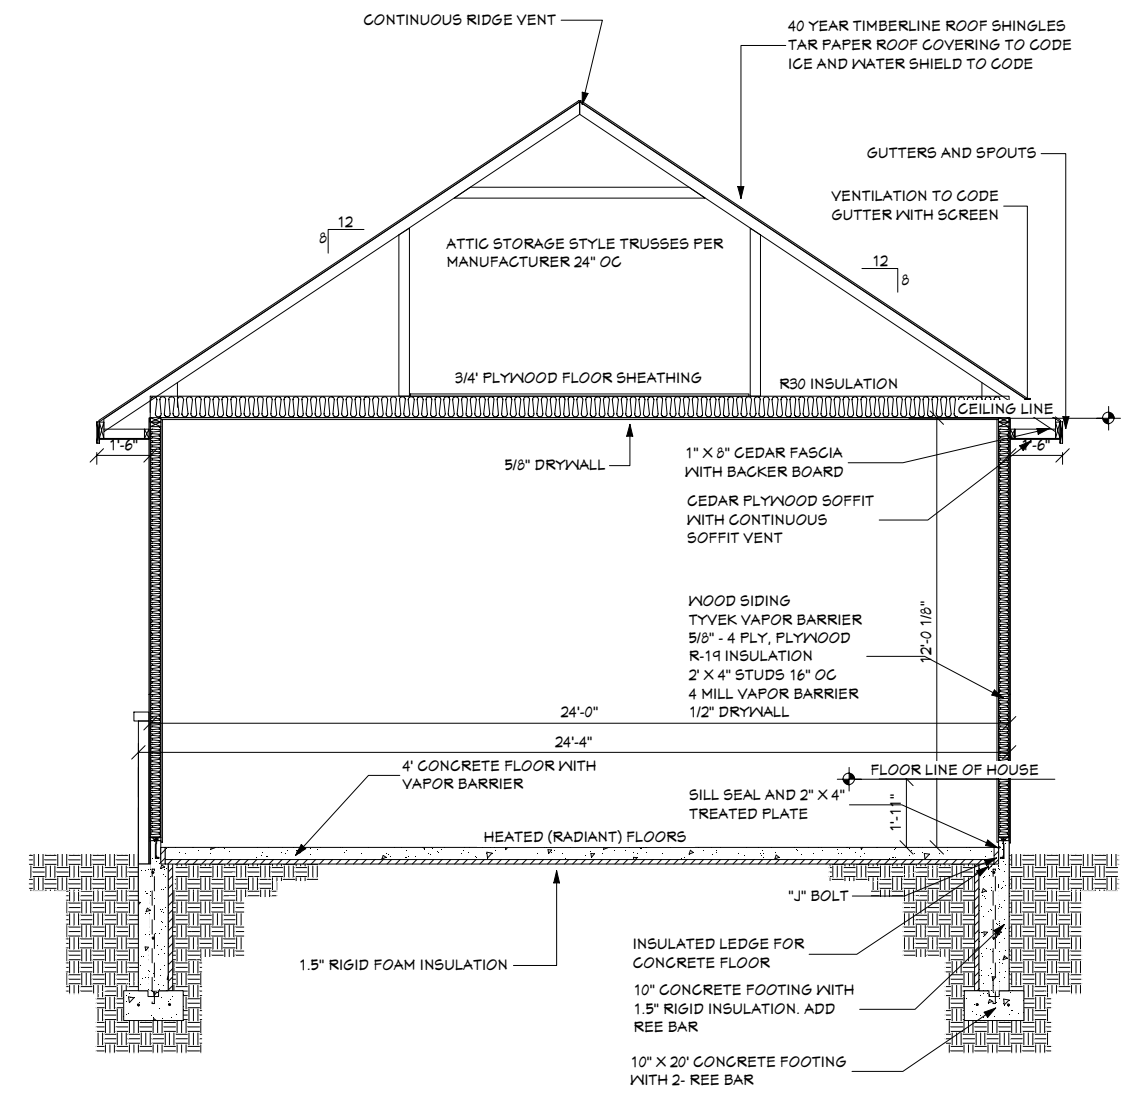 CONTINUOUS RIDGE VENT
40 YEAR TIMBERLINE ROOF SHINGLES
TAR PAPER ROOF COVERING TO CODE
ICE AND WATER SHIELD TO CODE
GUTTERS AND SPOUTS
VENTILATION TO CODE
GUTTER WITH SCREEN
12
8
ATTIC STORAGE STYLE TRUSSES PER
MANUFACTURER 24" OC
12
8
3/4' PLYWOOD FLOOR SHEATHING
R30 INSULATION
CEILING LINE
1'-6"
-6"
5/8" DRYWALL
1" X 8" CEDAR FASCIA
WITH BACKER BOARD
CEDAR PLYWOOD SOFFIT
WITH CONTINUOUS
SOFFIT VENT
WOOD SIDING
TYVEK VAPOR BARRIER
5/8" - 4 PLY, PLYWOOD
R-19 INSULATION
2' X 4" STUDS 16" OC
4 MILL VAPOR BARRIER
1/2" DRYWALL
12'-0 1/8"
24'-0"
24'-4"
4' CONCRETE FLOOR WITH
VAPOR BARRIER
FLOOR LINE OF HOUSE
SILL SEAL AND 2" X 4"
TREATED PLATE
1'-11"
HEATED (RADIANT) FLOORS
"J" BOLT
INSULATED LEDGE FOR
CONCRETE FLOOR
1.5" RIGID FOAM INSULATION
10" CONCRETE FOOTING WITH
1.5" RIGID INSULATION. ADD
REE BAR
10" X 20' CONCRETE FOOTING
WITH 2- REE BAR